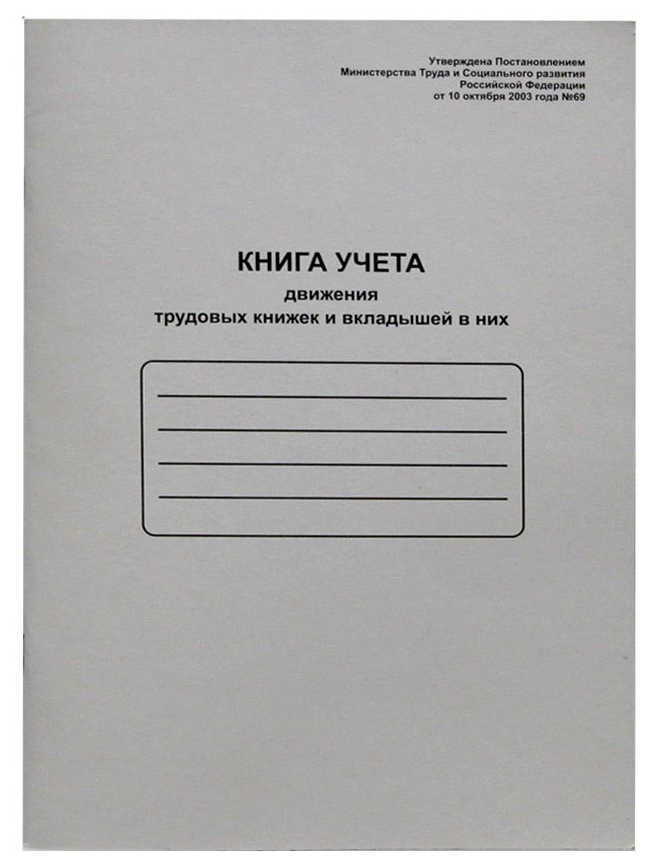 Утверждена Постановлением
Министерства Труда и Социального развития
Российской Федерации
от 10 октября 2003 года №69
КНИГА УЧЕТА
движения
трудовых книжек и вкладышей в них